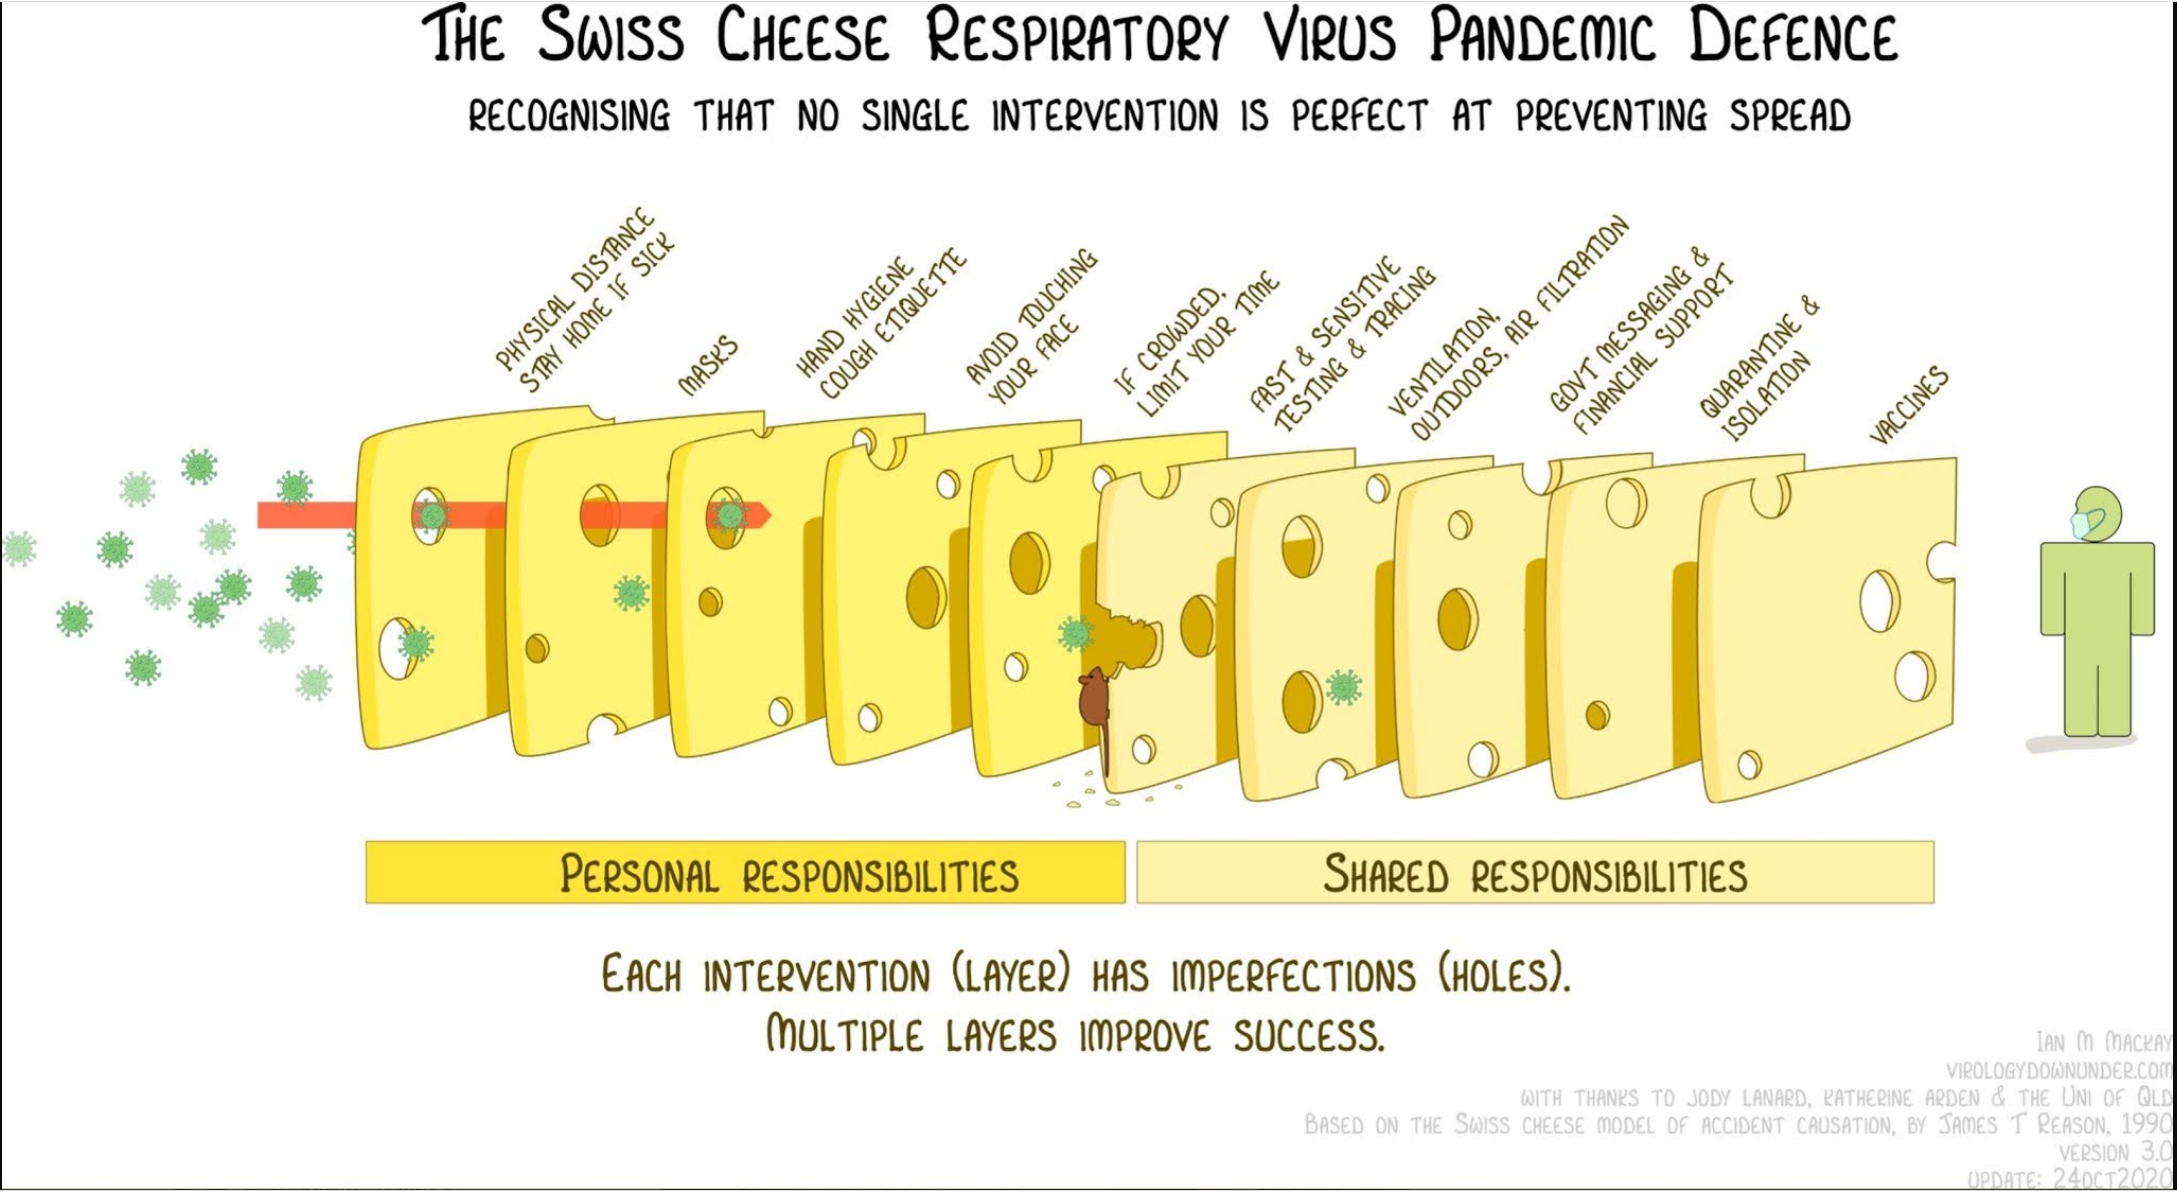 THE SWISS CHEESE RESPIRATORY VIRUS PANDEMIC DEFENCE
RECOGNISING THAT NO SINGLE INTERVENTION IS PERFECT AT PREVENTING SPREAD
PHYSICAL DISTANCE
STAY HOME IF SICK
MASKS
HAND HYGIENE
COUGH ETIQUETTE
AVOID TOUCHING
YOUR FACE
IF CROWDED,
LIMIT YOUR TIME
FAST & SENSITIVE
TESTING & TRACING
VENTILATION,
OUTDOORS, AIR FILTRATION
GOVT MESSAGING &
FINANCIAL SUPPORT
QUARANTINE &
ISOLATION
VACCINES
PERSONAL RESPONSIBILITIES
SHARED RESPONSIBILITIES
EACH INTERVENTION (LAYER) HAS IMPERFECTIONS (HOLES).
MULTIPLE LAYERS IMPROVE SUCCESS.
IAN M MACKAY
VIROLOGYDOWNUNDER.COM
WITH THANKS TO JODY LANARD, KATHERINE ARDEN & THE UNI OF QLD
BASED ON THE SWISS CHEESE MODEL OF ACCIDENT CAUSATION, BY JAMES T REASON, 1990
VERSION 3.0
UPDATE: 24OCT2020